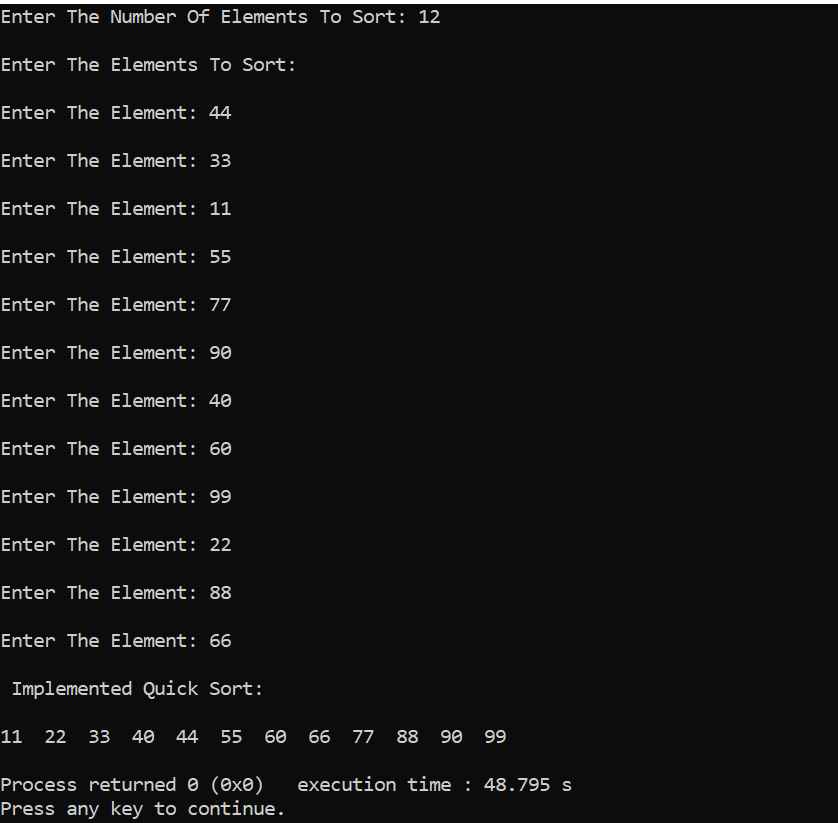 Enter The Number Of Elements To Sort: 12
Enter The Elements To Sort:
Enter The Element: 44
Enter The Element: 33
Enter The Element: 11
Enter The Element: 55
Enter The Element: 77
Enter The Element: 90
Enter The Element: 40
Enter The Element: 60
Enter The Element: 99
Enter The Element: 22
Enter The Element: 88
Enter The Element: 66
Implemented Quick Sort:
11  22  33  40  44  55  60  66  77  88  90  99
Process returned 0 (0x0)   execution time : 48.795 s
Press any key to continue.